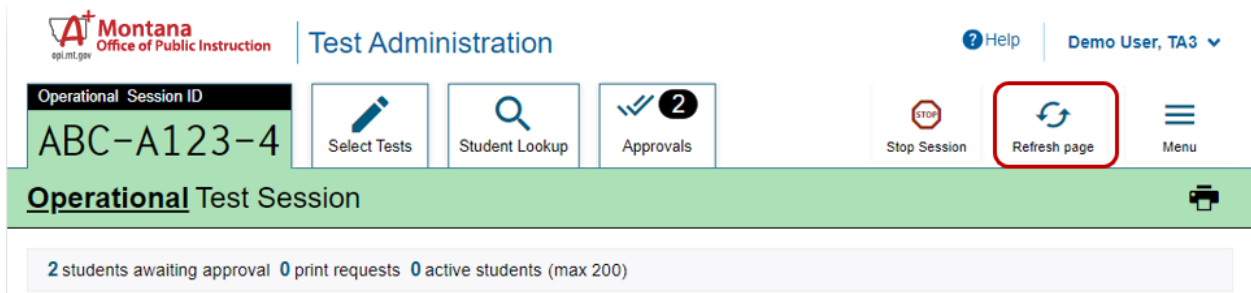 Montana
Office of Public Instruction
opi.mt.gov
Test Administration
Help
Demo User, TA3
Operational Session ID
ABC-A123-4
Select Tests
Student Lookup
2
Approvals
STOP
Stop Session
Refresh page
Menu
Operational Test Session
2 students awaiting approval 0 print requests 0 active students (max 200)